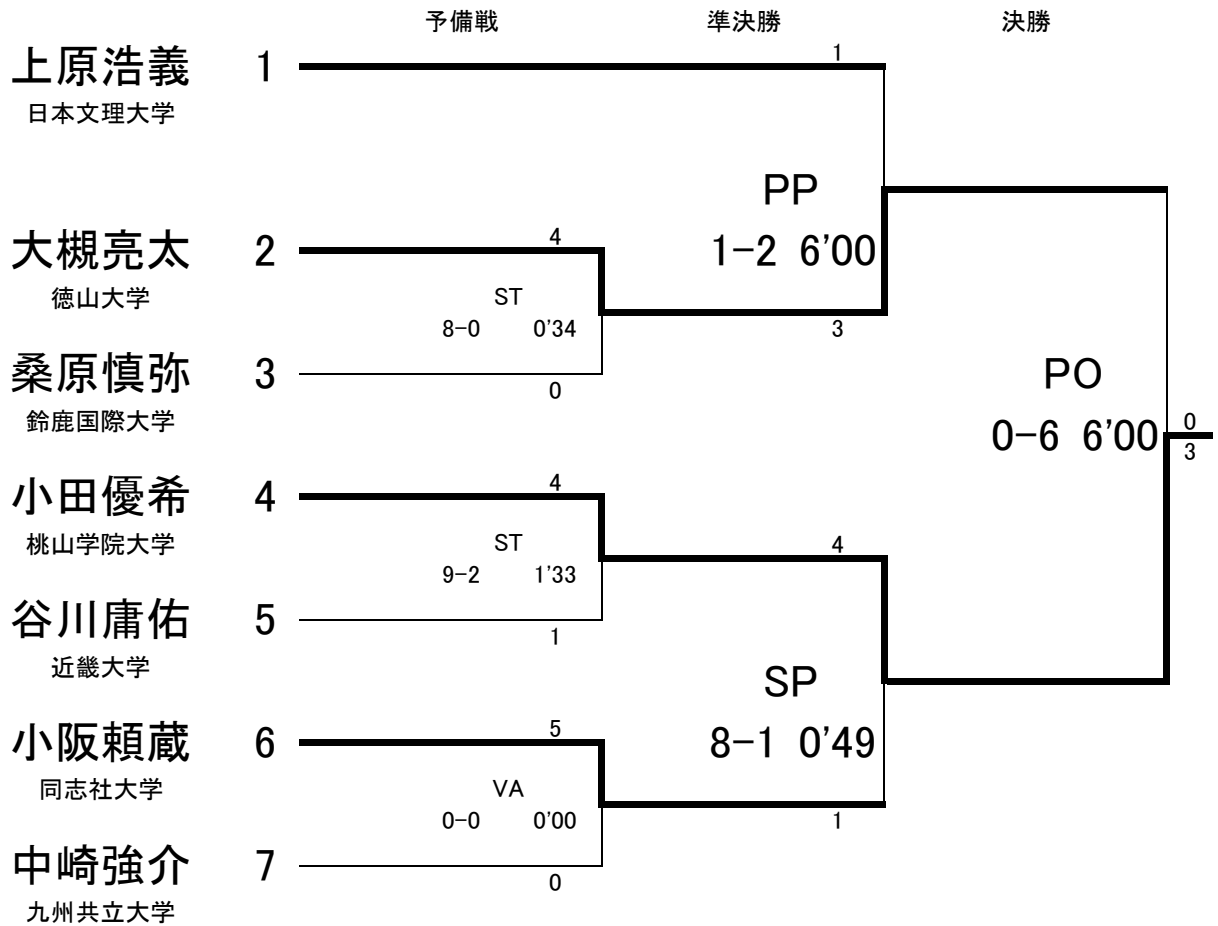 予備戦 準決勝 決勝
上原浩義 1 1
日本文理大学
PP
大槻亮太 2 4 1-2 6'00
徳山大学
ST
8-0 0'34 3
桑原慎弥 3 0
鈴鹿国際大学
PO
0-6 6'00 0
3
小田優希 4 4
桃山学院大学
ST 4
9-2 1'33
谷川庸佑 5 1
近畿大学
SP
小阪頼蔵 6 5 8-1 0'49
同志社大学
VA
0-0 0'00 1
中崎強介 7 0
九州共立大学